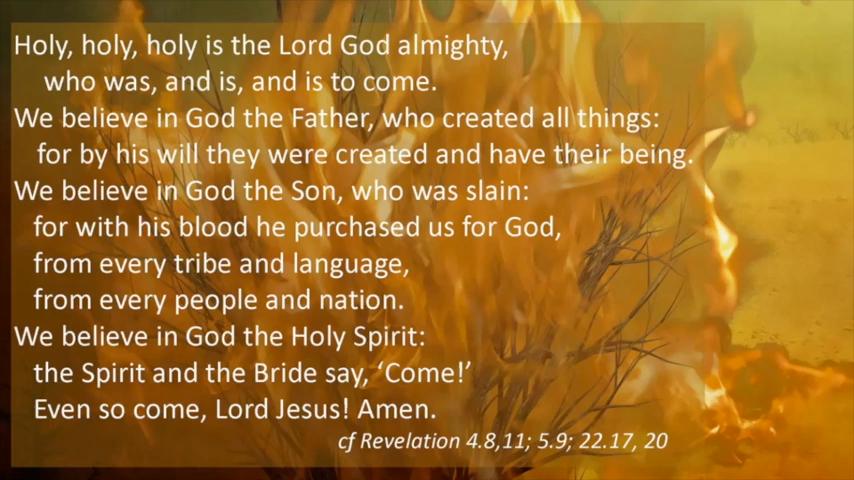 Holy, holy, holy is the Lord God almighty,
who was, and is, and is to come.
We believe in God the Father, who created all things:
for by his will they were created and have their being.
We believe in God the Son, who was slain:
for with his blood he purchased us for God,
from every tribe and language,
from every people and nation.
We believe in God the Holy Spirit:
the Spirit and the Bride say, ‘Come!’
Even so come, Lord Jesus! Amen.
cf Revelation 4.8,11; 5.9; 22.17, 20